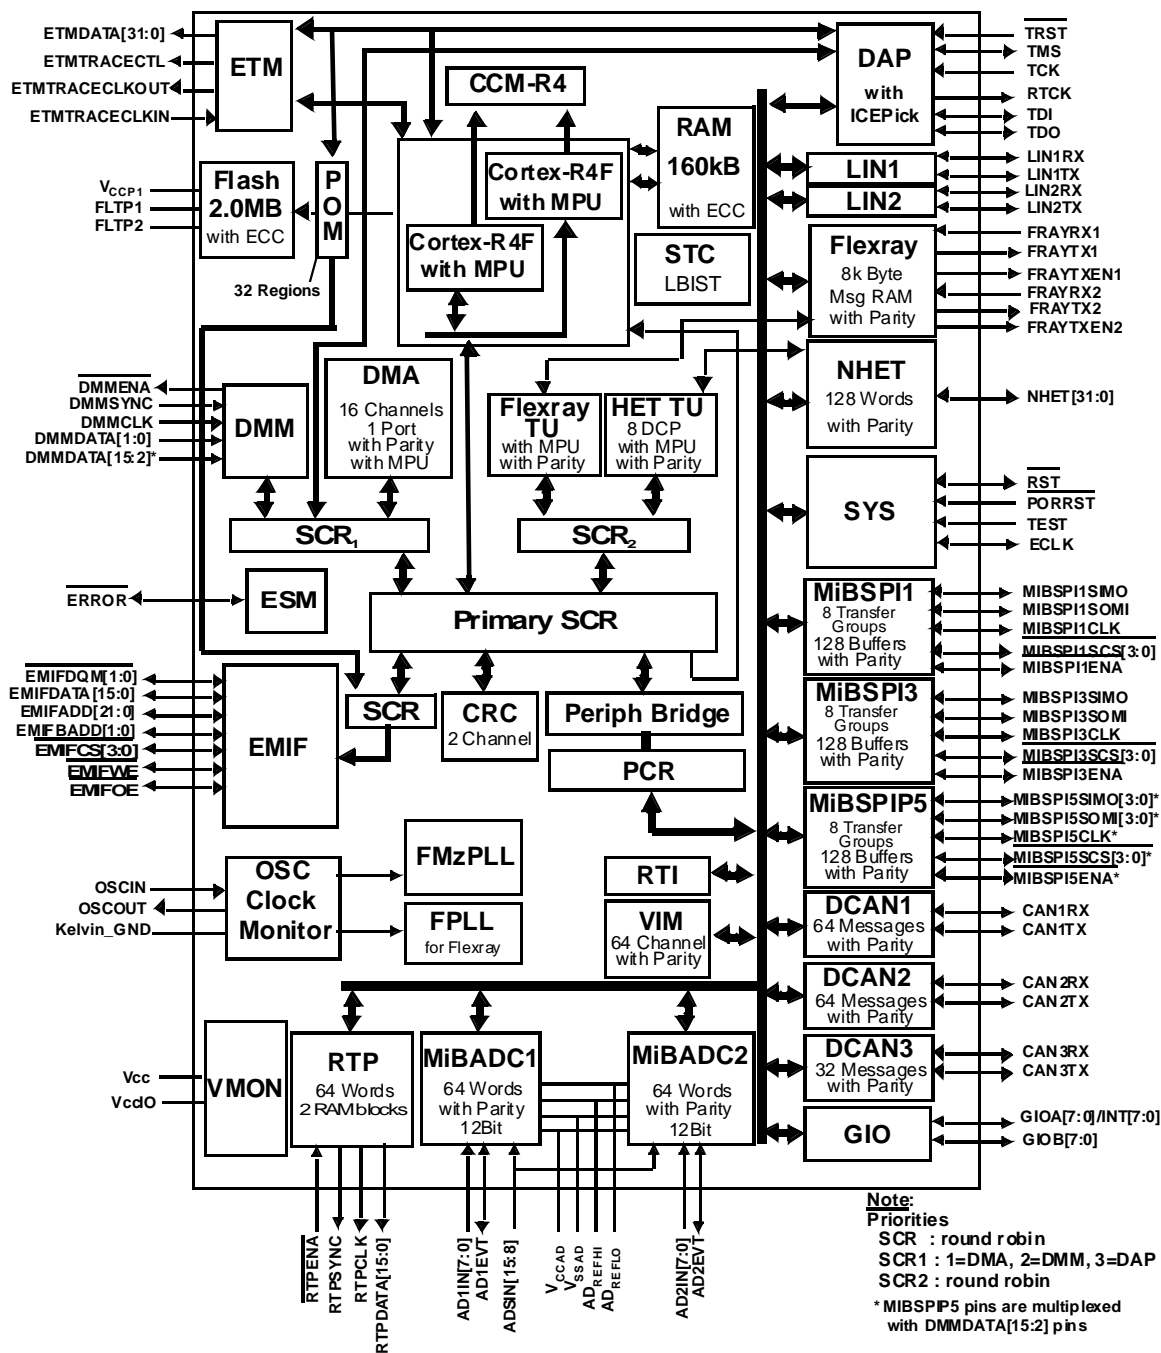 ETMDATA[31:0]
ETMTRACECTL
ETMTRACECLKOUT
ETMTRACECLKIN
ETM
VCCP1
FLTP1
FLTP2
Flash
2.0MB
with ECC
P
O
M
32 Regions
CCM-R4
Cortex-R4F
with MPU
Cortex-R4F
with MPU
RAM
160kB
with ECC
STC
LBIST
DAP
with
ICEPick
TRST
TMS
TCK
RTCK
TDI
TDO
LIN1
LIN2
LIN1RX
LIN1TX
LIN2RX
LIN2TX
Flexray
8k Byte
Msg RAM
with Parity
FRAYRX1
FRAYTX1
FRAYTXEN1
FRAYRX2
FRAYTX2
FRAYTXEN2
DMMENA
DMMSYNC
DMMCLK
DMMDATA[1:0]
DMMDATA[15:2]*
DMM
DMA
16 Channels
1 Port
with Parity
with MPU
Flexray
TU
with MPU
with Parity
HET TU
8 DCP
with MPU
with Parity
NHET
128 Words
with Parity
NHET[31:0]
SCR1
SCR2
SYS
RST
PORRST
TEST
ECLK
ERROR
ESM
Primary SCR
MiBSPI1
8 Transfer
Groups
128 Buffers
with Parity
MIBSPI1SIMO
MIBSPI1SOMI
MIBSPI1CLK
MIBSPI1SCS[3:0]
MIBSPI1ENA
EMIFDQM[1:0]
EMIFDATA[15:0]
EMIFADD[21:0]
EMIFBADD[1:0]
EMIFCS[3:0]
EMIFWE
EMIFOE
EMIF
SCR
CRC
2 Channel
Periph Bridge
PCR
MiBSPI3
8 Transfer
Groups
128 Buffers
with Parity
MIBSPI3SIMO
MIBSPI3SOMI
MIBSPI3CLK
MIBSPI3SCS[3:0]
MIBSPI3ENA
MiBSPIP5
8 Transfer
Groups
128 Buffers
with Parity
MIBSPI5SIMO[3:0]*
MIBSPI5SOMI[3:0]*
MIBSPI5CLK*
MIBSPI5SCS[3:0]*
MIBSPI5ENA*
OSCIN
OSCOUT
Kelvin_GND
OSC
Clock
Monitor
FMzPLL
FPLL
for Flexray
RTI
VIM
64 Channel
with Parity
DCAN1
64 Messages
with Parity
CAN1RX
CAN1TX
DCAN2
64 Messages
with Parity
CAN2RX
CAN2TX
DCAN3
32 Messages
with Parity
CAN3RX
CAN3TX
Vcc
VccIO
VMON
RTP
64 Words
2 RAM blocks
MiBADC1
64 Words
with Parity
12Bit
MiBADC2
64 Words
with Parity
12Bit
GIO
GIOA[7:0]/INT[7:0]
GIOB[7:0]
RTPENA
RTPSYNC
RTPCLK
RTPDATA[15:0]
AD1IN[7:0]
AD1EVT
ADSIN[15:8]
VCCAD
VSSAD
ADREFHI
ADREFLO
AD2IN[7:0]
AD2EVT
Note:
Priorities
SCR : round robin
SCR1 : 1=DMA, 2=DMM, 3=DAP
SCR2 : round robin
* MIBSPIP5 pins are multiplexed
with DMMDATA[15:2] pins